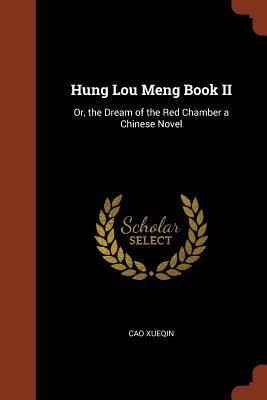 Hung Lou Meng Book II
Or, the Dream of the Red Chamber a
Chinese Novel
Scholar
SELECT
CAO XUEQIN